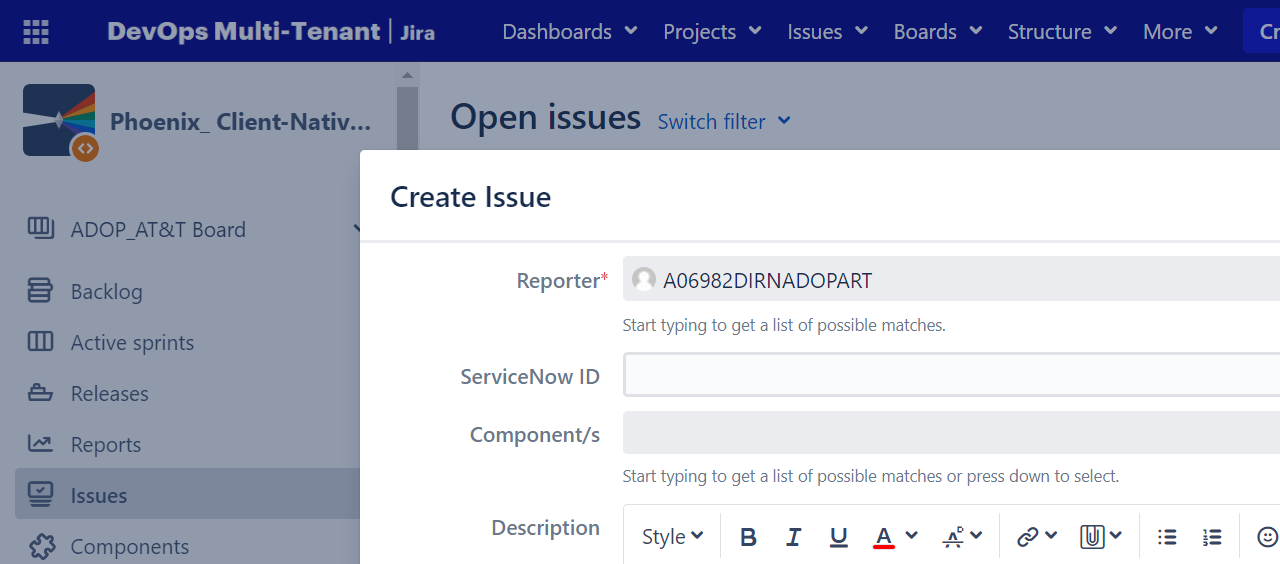 DevOps Multi-Tenant | Jira Dashboards Projects Issues Boards Structure More
Phoenix_ Client-Nativ...
Open issues Switch filter
ADOP_AT&T Board
Backlog
Active sprints
Releases
Reports
Issues
Components
Create Issue
Reporter* A06982DIRNADOPART
Start typing to get a list of possible matches.
ServiceNow ID
Component/s
Start typing to get a list of possible matches or press down to select.
Description
Style B I U A